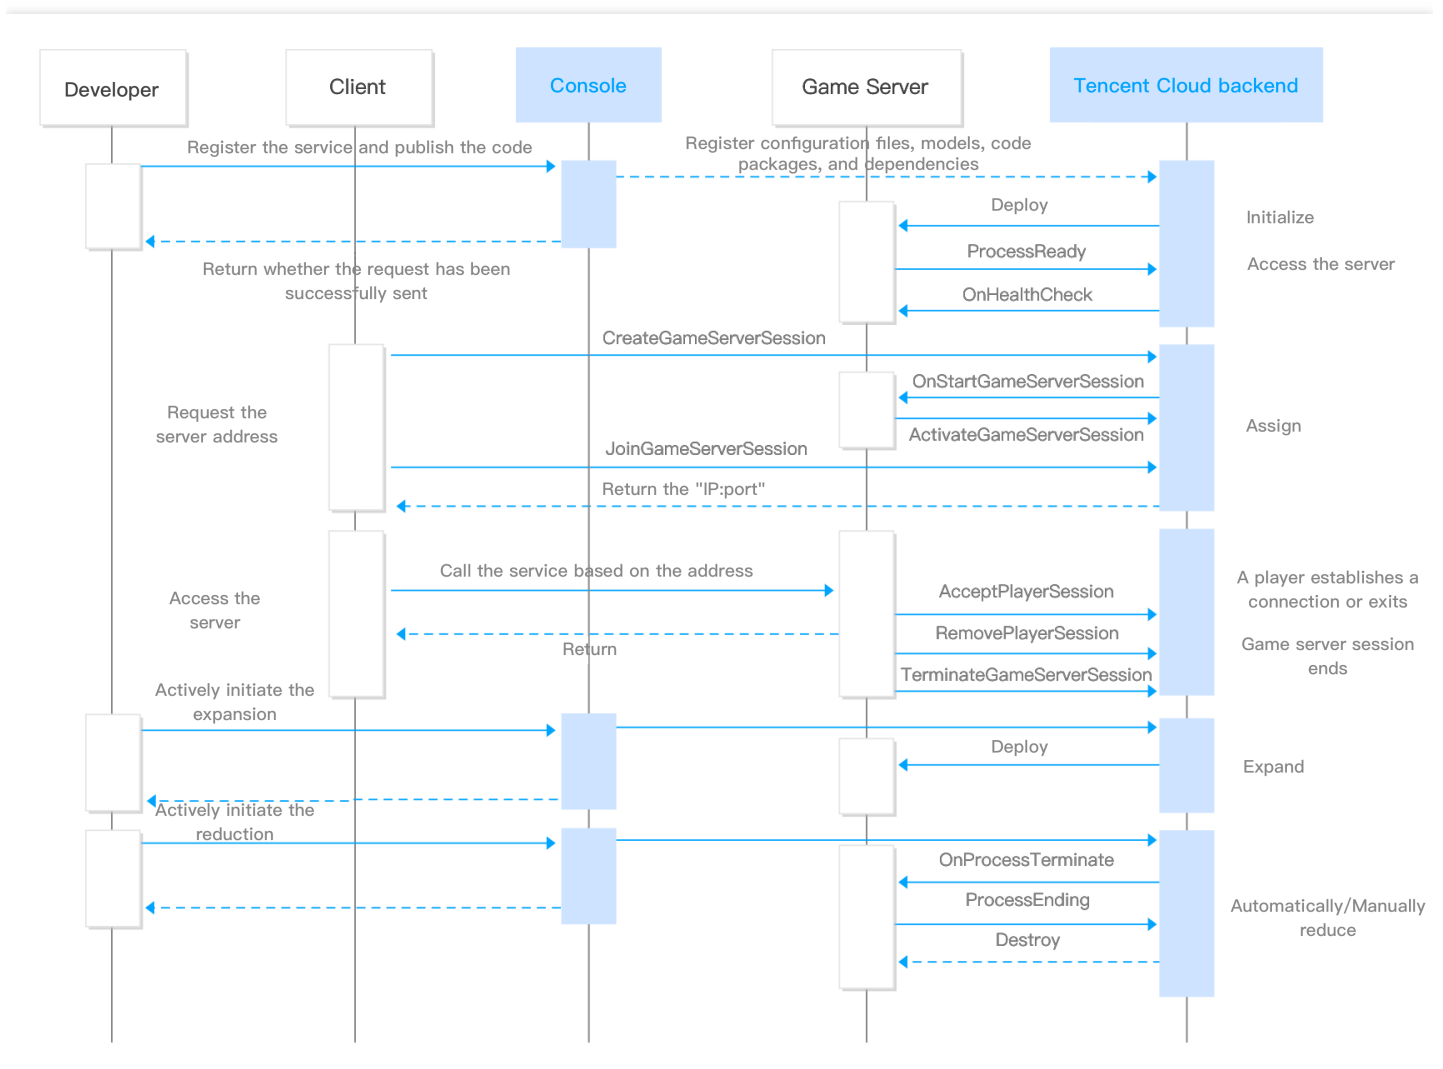 Developer
Client
Console
Game Server
Tencent Cloud backend
Register the service and publish the code
Register configuration files, models, code
packages, and dependencies
Deploy
Initialize
ProcessReady
Access the server
Return whether the request has been
successfully sent
OnHealthCheck
CreateGameServerSession
OnStartGameServerSession
Request the
server address
Assign
ActivateGameServerSession
JoinGameServerSession
Return the "IP:port"
Call the service based on the address
A player establishes a
connection or exits
AcceptPlayerSession
Access the
server
RemovePlayerSession
Return
Game server session
ends
TerminateGameServerSession
Actively initiate the
expansion
Deploy
Expand
Actively initiate the
reduction
OnProcessTerminate
ProcessEnding
Automatically/Manually
reduce
Destroy